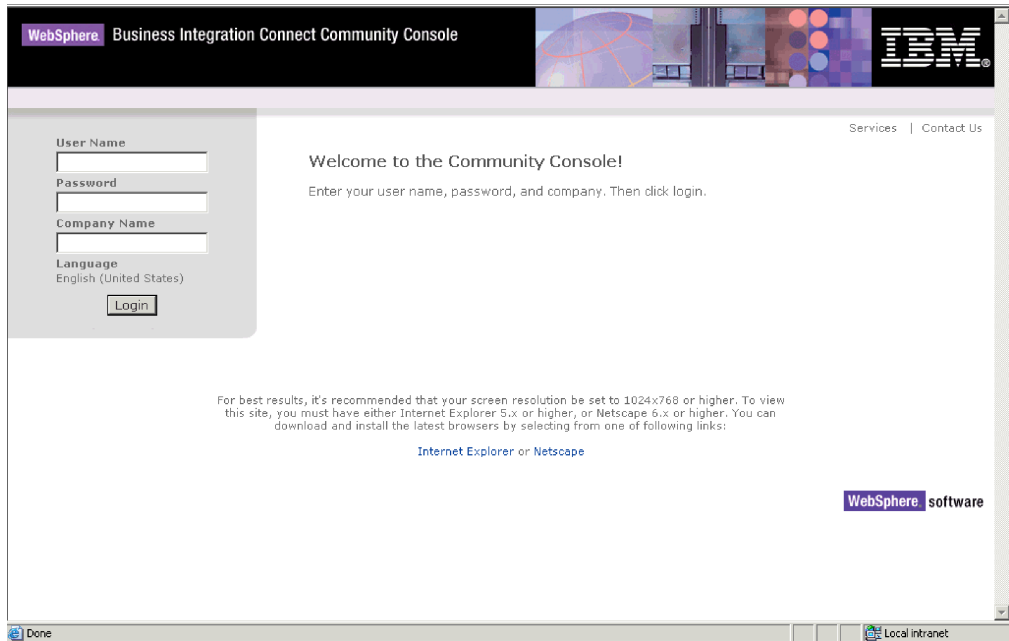 WebSphere. Business Integration Connect Community Console
IBM®
Services | Contact Us
User Name
Password
Company Name
Language
English (United States)
Login
Welcome to the Community Console!
Enter your user name, password, and company. Then click login.
For best results, it's recommended that your screen resolution be set to 1024x768 or higher. To view
this site, you must have either Internet Explorer 5.x or higher, or Netscape 6.x or higher. You can
download and install the latest browsers by selecting from one of following links:
Internet Explorer or Netscape
WebSphere. software
Done
Local intranet